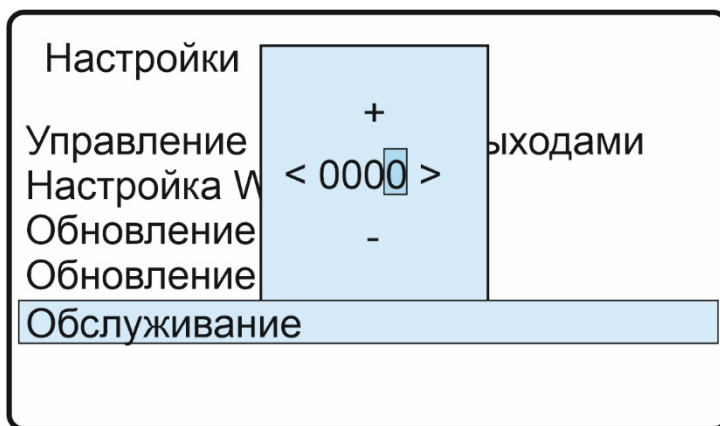 Настройки
+
Управление ыходами
< 0000 >
Настройка W
Обновление
-
Обновление
Обслуживание